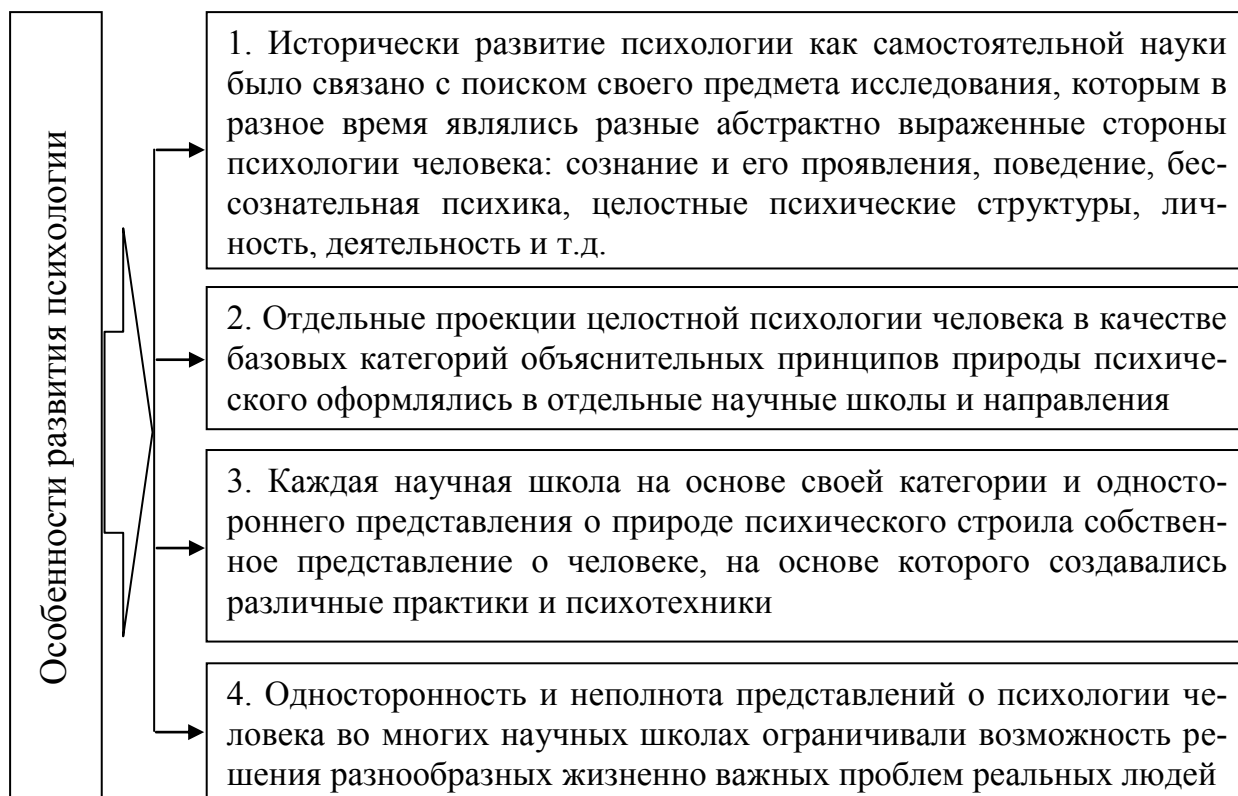 Особенности развития психологии
1. Исторически развитие психологии как самостоятельной науки
было связано с поиском своего предмета исследования, которым в
разное время являлись разные абстрактно выраженные стороны
психологии человека: сознание и его проявления, поведение, бес-
сознательная психика, целостные психические структуры, лич-
ность, деятельность и т.д.
2. Отдельные проекции целостной психологии человека в качестве
базовых категорий объяснительных принципов природы психиче-
ского оформлялись в отдельные научные школы и направления
3. Каждая научная школа на основе своей категории и односто-
роннего представления о природе психического строила собствен-
ное представление о человеке, на основе которого создавались
различные практики и психотехники
4. Односторонность и неполнота представлений о психологии че-
ловека во многих научных школах ограничивали возможность ре-
шения разнообразных жизненно важных проблем реальных людей